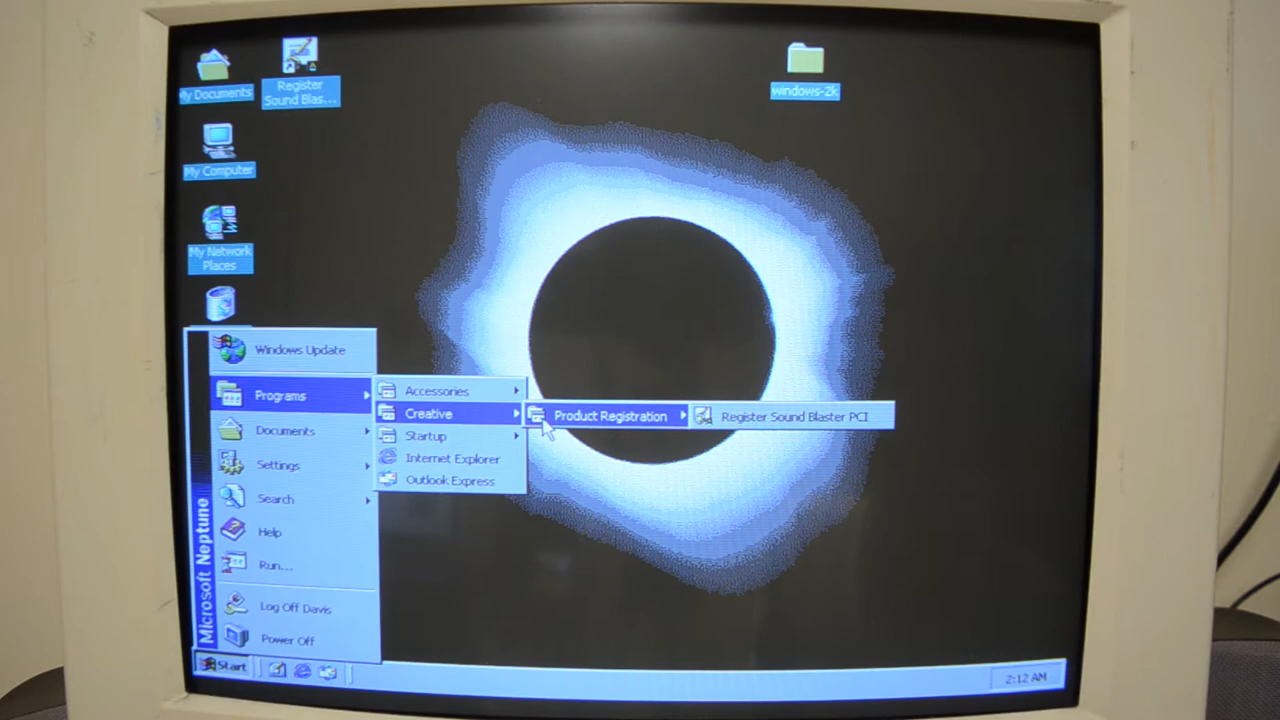 My Documents
Register
Sound Blas...
windows-2k
My Computer
My Network
Places
Windows Update
Programs
Documents
Settings
Search
Help
Run...
Log Off Davis
Power Off
Microsoft Neptune
Accessories
Creative
Startup
Internet Explorer
Outlook Express
Product Registration
Register Sound Blaster PCI
Start
2:12 AM